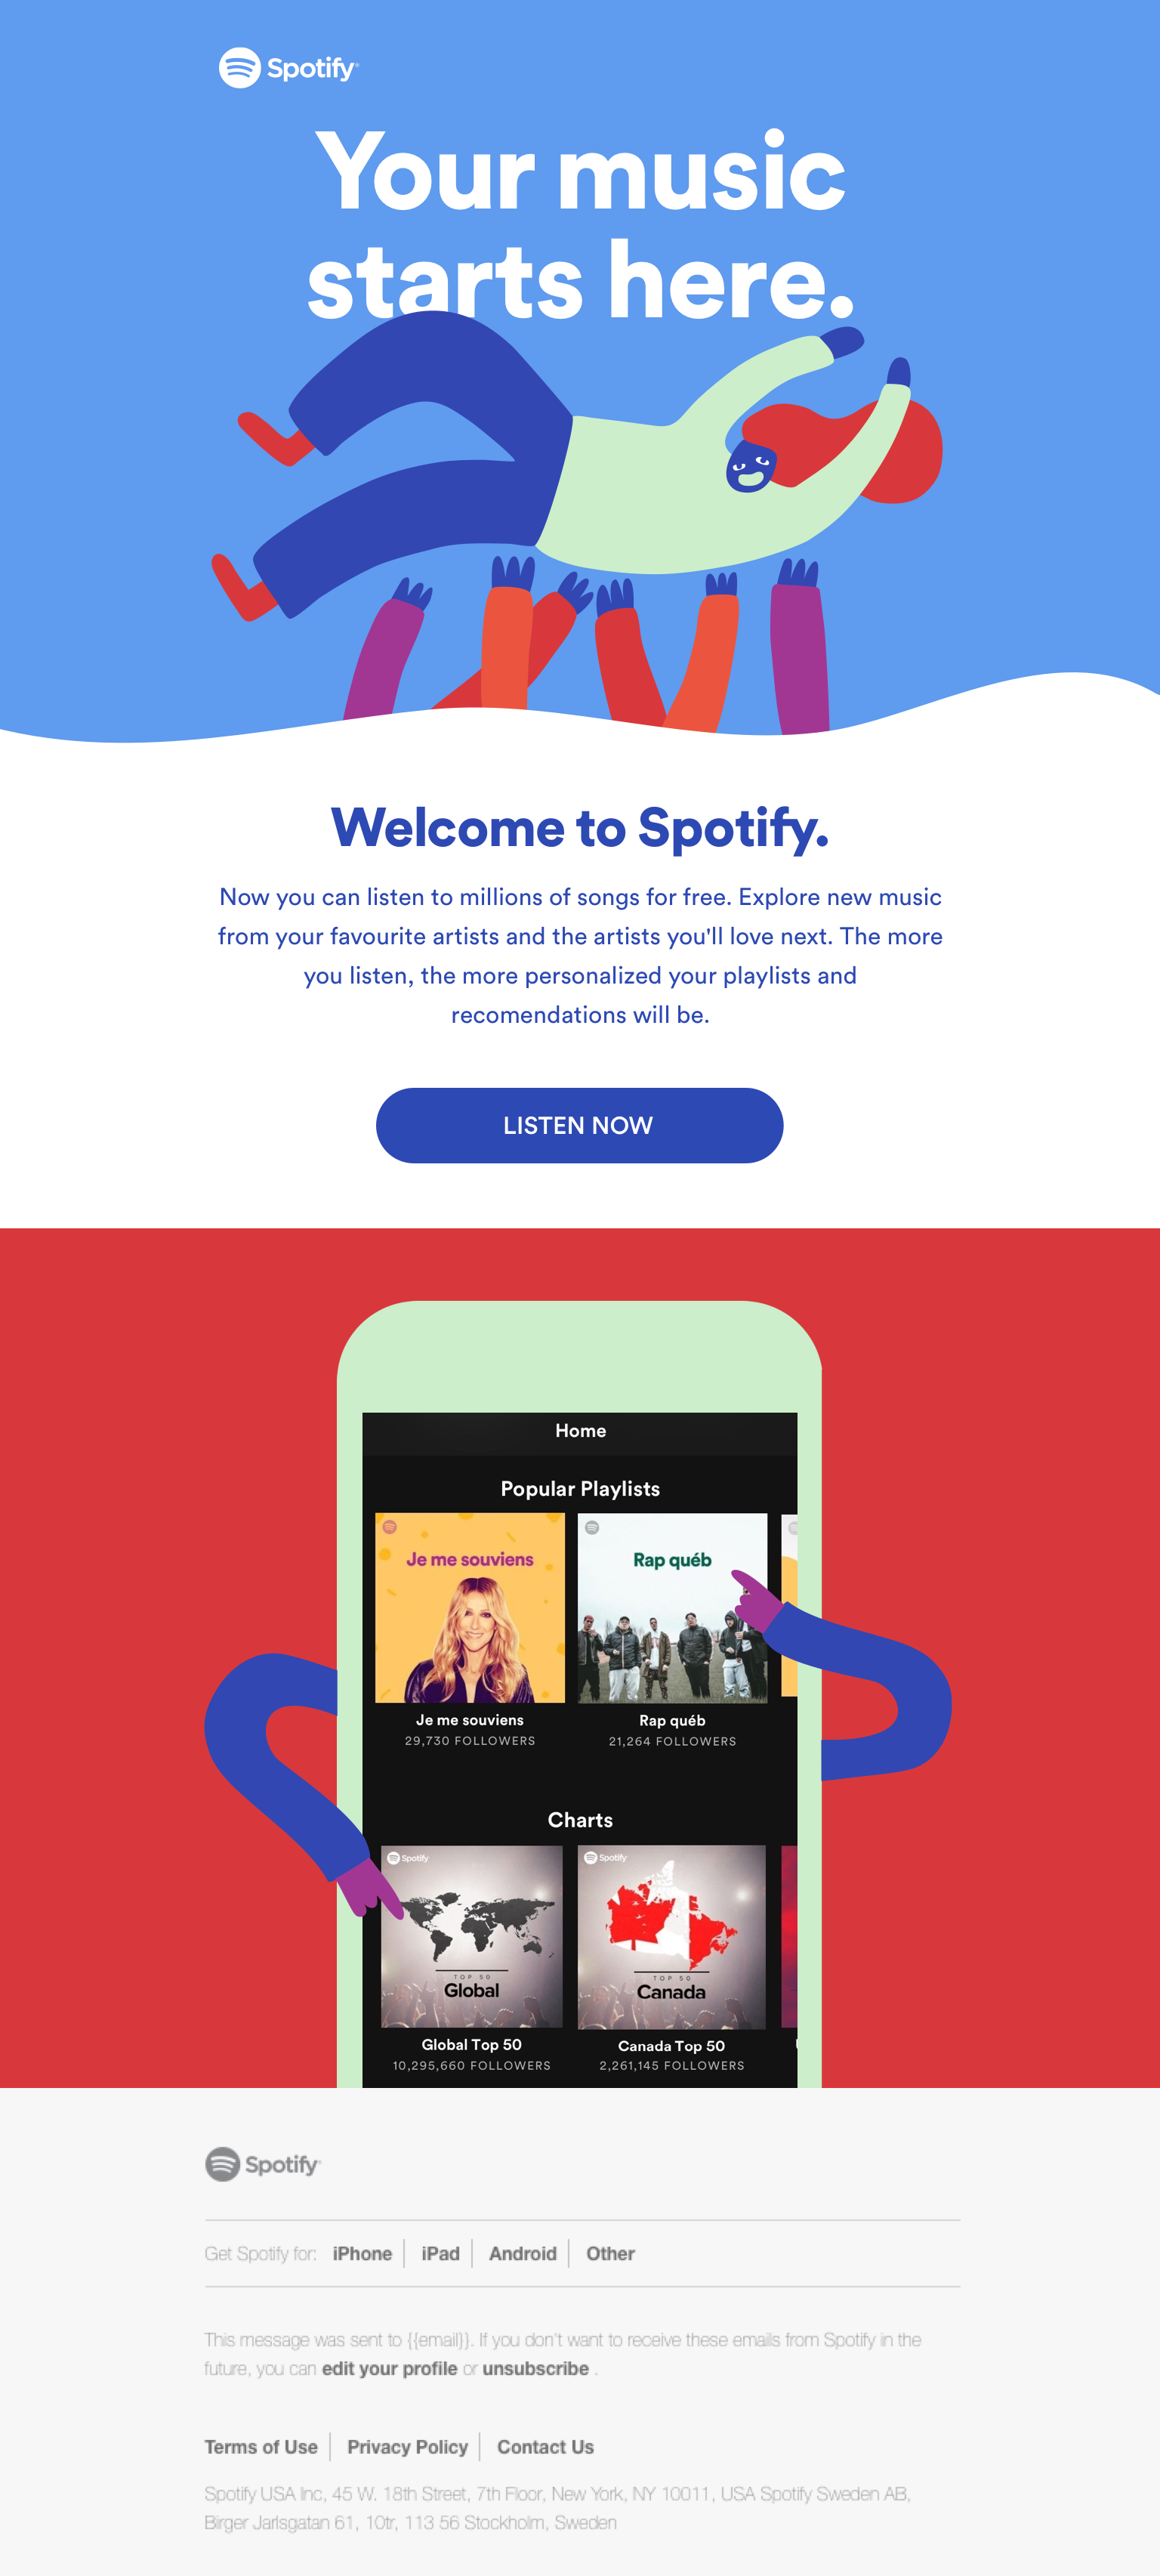 Spotify
Your music
starts here.
Welcome to Spotify.
Now you can listen to millions of songs for free. Explore new music
from your favourite artists and the artists you'll love next. The more
you listen, the more personalized your playlists and
recomendations will be.
LISTEN NOW
Home
Popular Playlists
Je me souviens
Rap québ
Je me souviens
Rap québ
29,730 FOLLOWERS
21,264 FOLLOWERS
Charts
Spotify
Spotify
TOP 50
Global
TOP 50
Canada
Global Top 50
Canada Top 50
10,295,660 FOLLOWERS
2,261,145 FOLLOWERS
Spotify
Get Spotify for: iPhone iPad Android Other
This message was sent to {{email}}. If you don't want to receive these emails from Spotify in the
future, you can edit your profile or unsubscribe .
Terms of Use Privacy Policy Contact Us
Spotify USA Inc, 45 W. 18th Street, 7th Floor, New York, NY 10011, USA Spotify Sweden AB,
Birger Jarlsgatan 61, 10tr, 113 56 Stockholm, Sweden